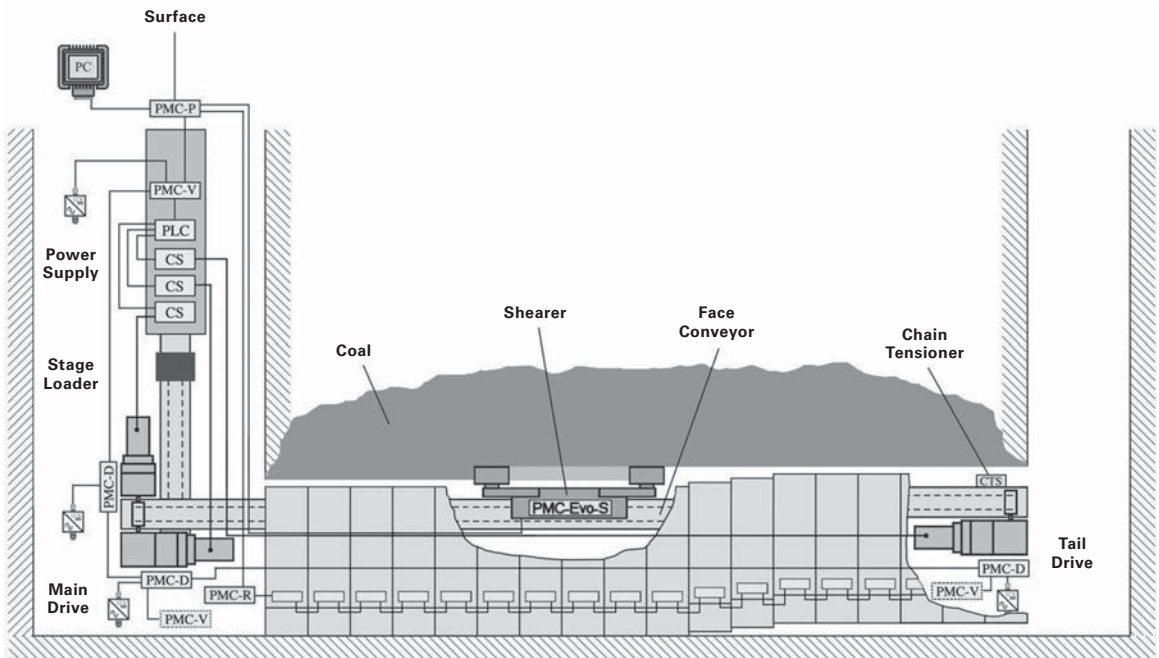 Surface
PC
PMC-P
PMC-V
PLC
Power
Supply
CS
CS
CS
Shearer
Face
Conveyor
Chain
Tensioner
Coal
Stage
Loader
PMC-D
CTS
PMC-Evo-S
Tail
Drive
PMC-D
PMC-D
Main
Drive
PMC-R
PMC-V
PMC-V